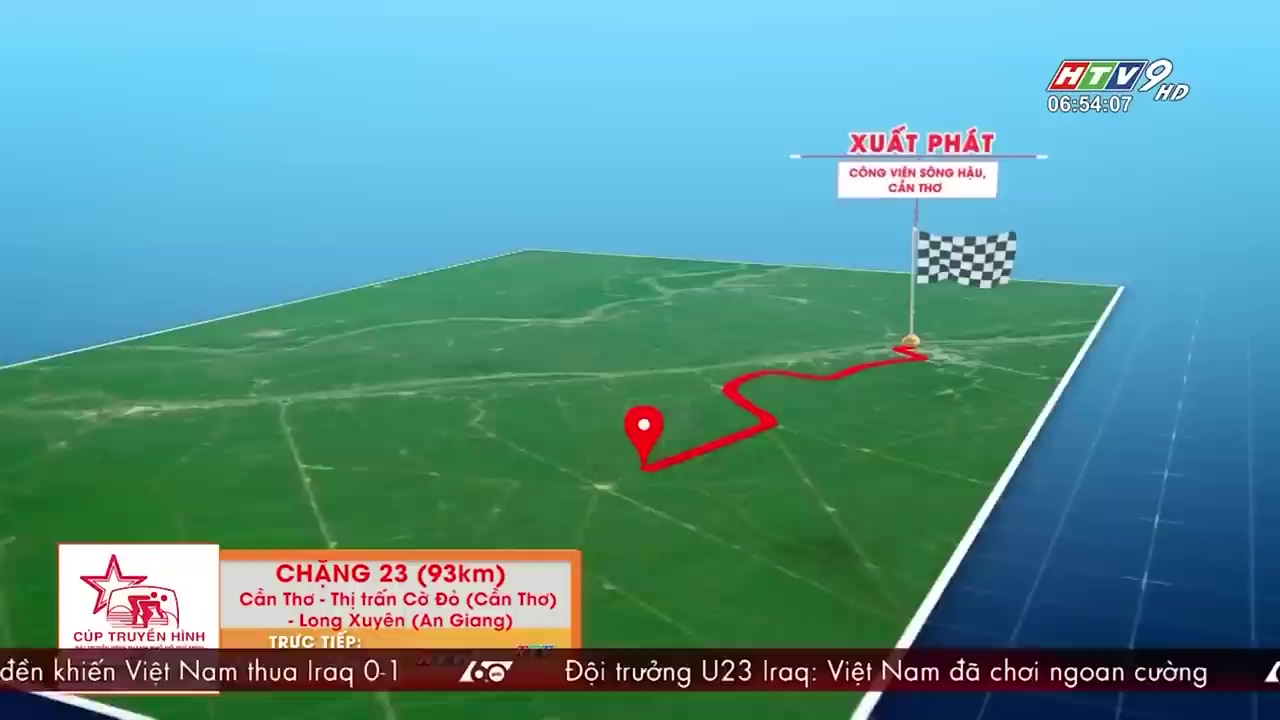 HTV9 HD
06:54:07
XUẤT PHÁT
CÔNG VIÊN SÔNG HẬU,
CẦN THƠ
CHẶNG 23 (93km)
Cần Thơ - Thị trấn Cờ Đỏ (Cần Thơ)
- Long Xuyên (An Giang)
CÚP TRUYỀN HÌNH
TRỰC TIẾP:
đền khiến Việt Nam thua Iraq 0-1
Đội trưởng U23 Iraq: Việt Nam đã chơi ngoan cường